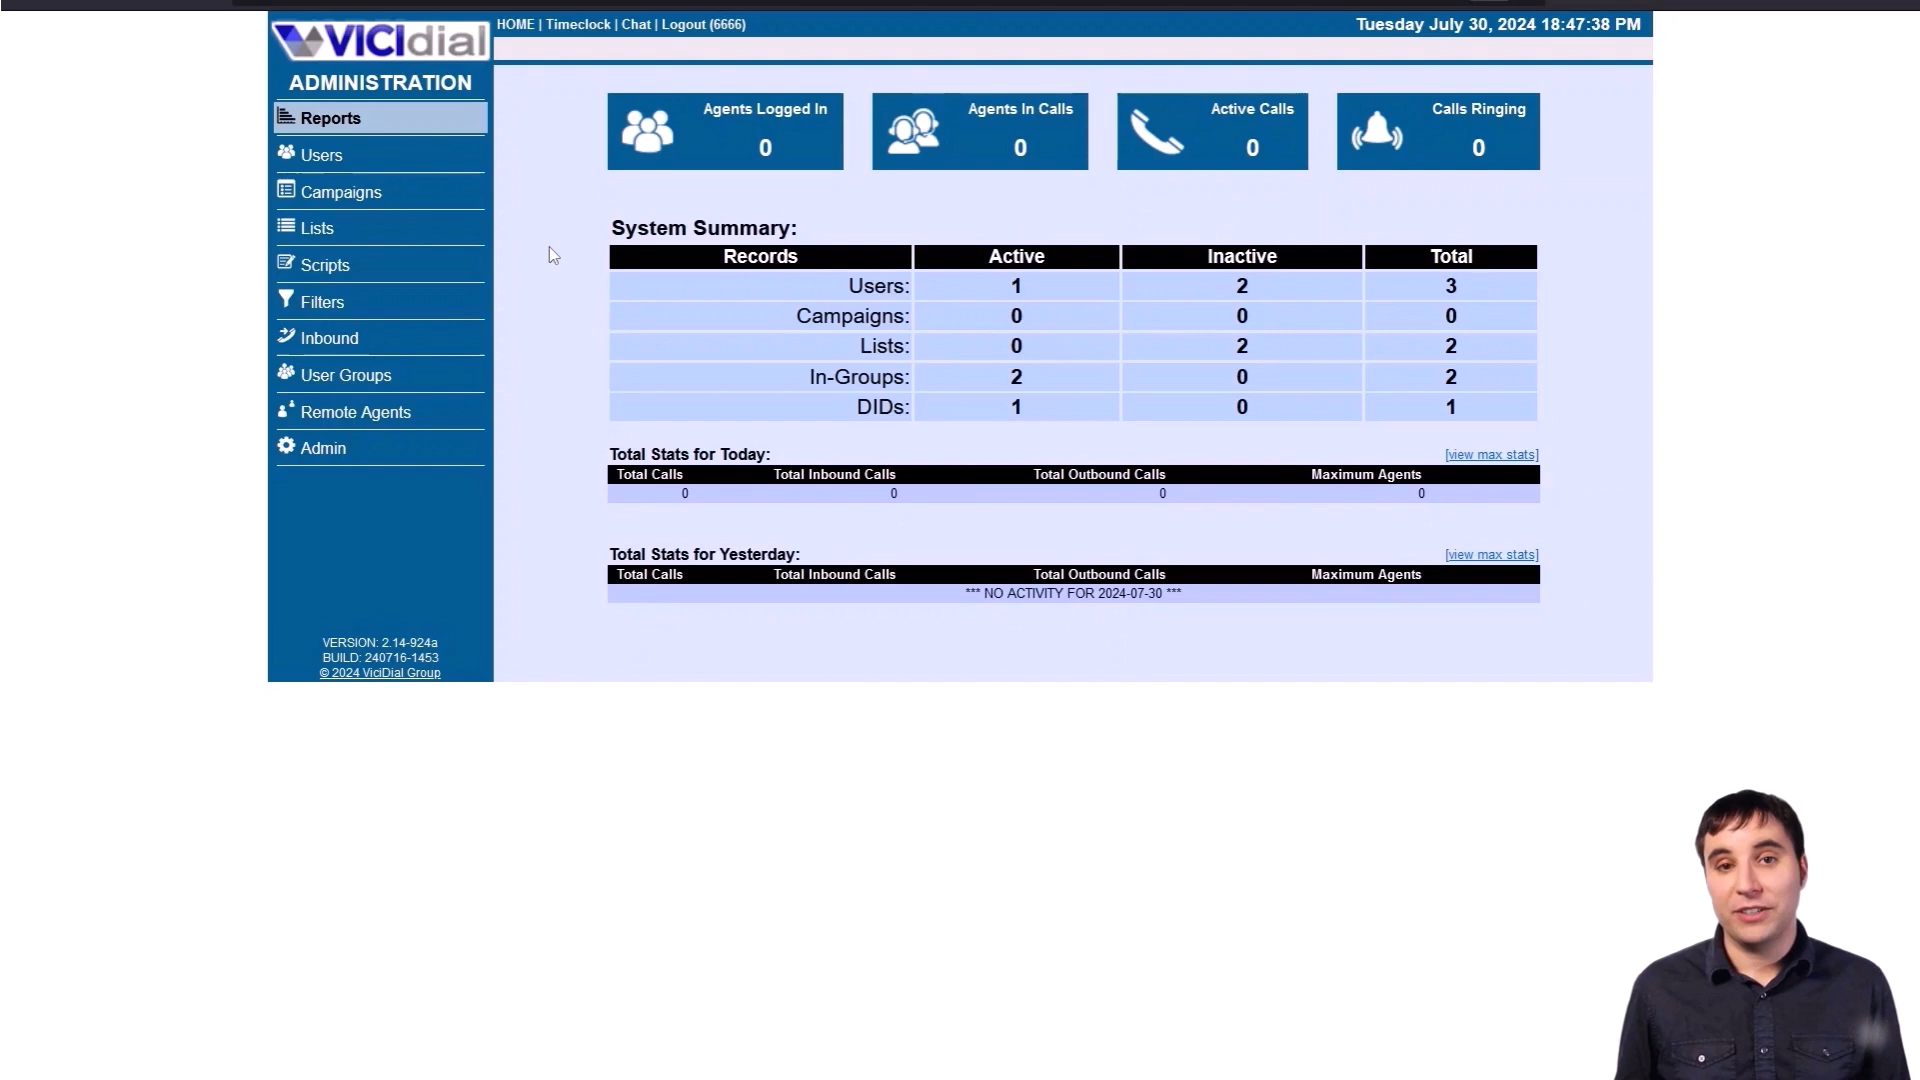 VICIdial
HOME | Timeclock | Chat | Logout (6666)
Tuesday July 30, 2024 18:47:38 PM
ADMINISTRATION
Reports
Users
Campaigns
Lists
Scripts
Filters
Inbound
User Groups
Remote Agents
Admin
VERSION: 2.14-924a
BUILD: 240716-1453
© 2024 ViciDial Group
Agents Logged In
0
Agents In Calls
0
Active Calls
0
Calls Ringing
0
System Summary:
Records Active Inactive Total
Users: 1 2 3
Campaigns: 0 0 0
Lists: 0 2 2
In-Groups: 2 0 2
DIDs: 1 0 1
Total Stats for Today: [view max stats]
Total Calls Total Inbound Calls Total Outbound Calls Maximum Agents
0 0 0 0
Total Stats for Yesterday: [view max stats]
Total Calls Total Inbound Calls Total Outbound Calls Maximum Agents
*** NO ACTIVITY FOR 2024-07-30 ***